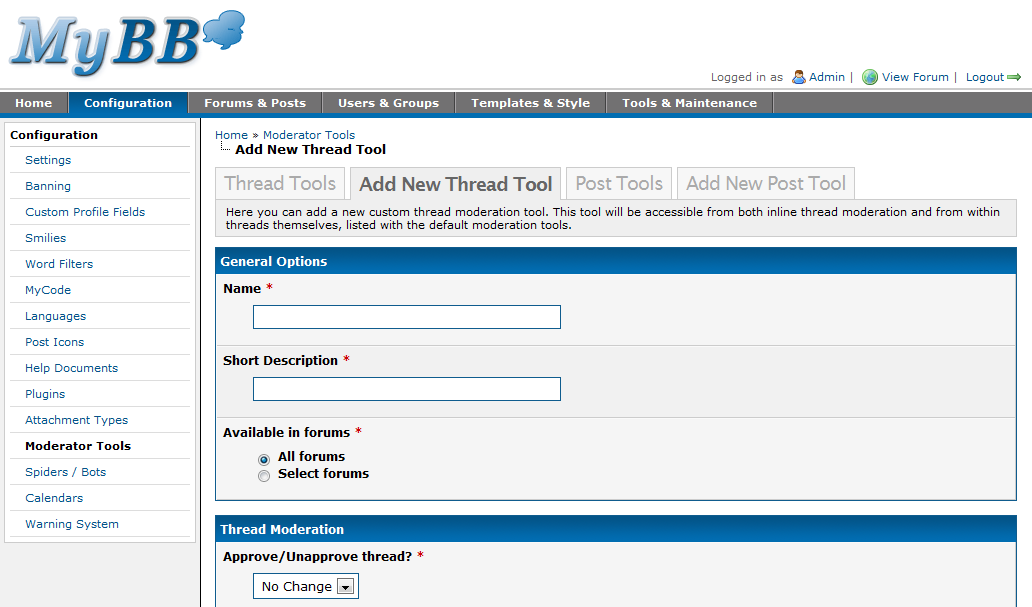 MyBB
Logged in as Admin | View Forum | Logout
Home Configuration Forums & Posts Users & Groups Templates & Style Tools & Maintenance
Configuration
Settings
Banning
Custom Profile Fields
Smilies
Word Filters
MyCode
Languages
Post Icons
Help Documents
Plugins
Attachment Types
Moderator Tools
Spiders / Bots
Calendars
Warning System
Home » Moderator Tools
Add New Thread Tool
Thread Tools Add New Thread Tool Post Tools Add New Post Tool
Here you can add a new custom thread moderation tool. This tool will be accessible from both inline thread moderation and from within
threads themselves, listed with the default moderation tools.
General Options
Name *
Short Description *
Available in forums *
All forums
Select forums
Thread Moderation
Approve/Unapprove thread? *
No Change